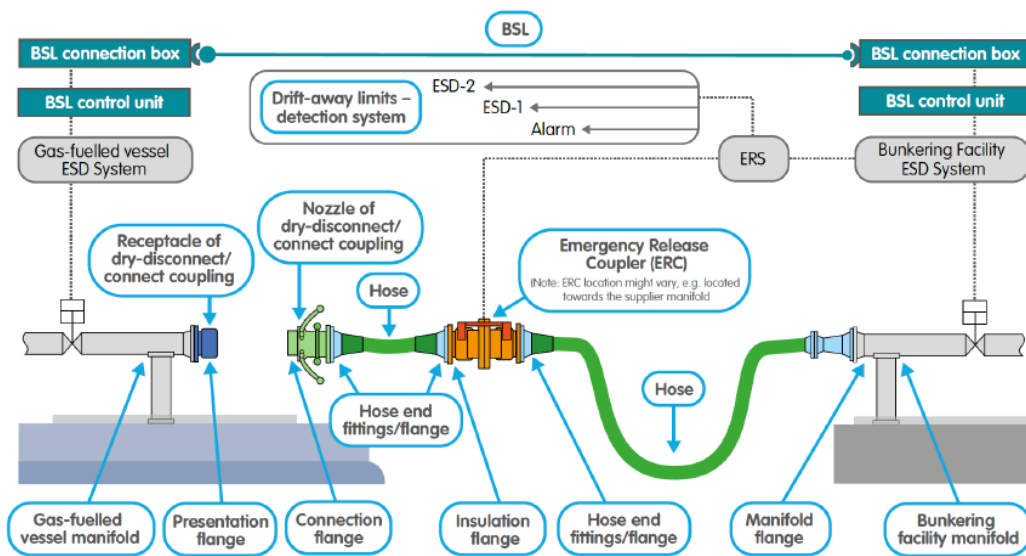 BSL
BSL connection box
BSL connection box
BSL control unit
BSL control unit
Drift-away limits –
detection system
ESD-2
ESD-1
Alarm
Gas-fuelled vessel
ESD System
ERS
Bunkering Facility
ESD System
Receptacle of
dry-disconnect/
connect coupling
Nozzle of
dry-disconnect/
connect coupling
Hose
Emergency Release
Coupler (ERC)
(Note: ERC location might vary, e.g. located
towards the supplier manifold
Hose end
fittings/flange
Hose
Gas-fuelled
vessel manifold
Presentation
flange
Connection
flange
Insulation
flange
Hose end
fittings/flange
Manifold
flange
Bunkering
facility manifold